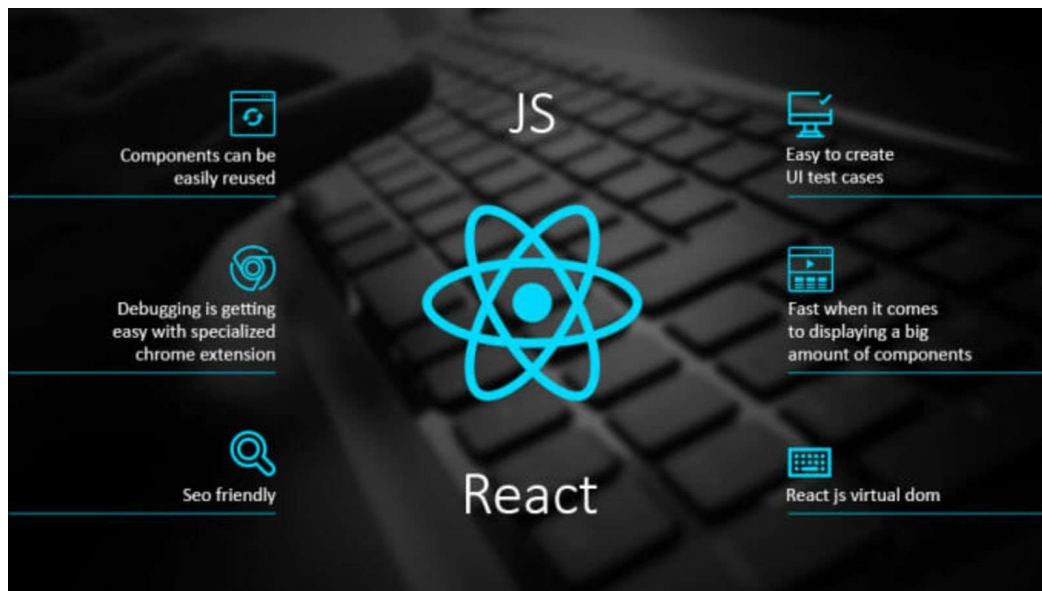 JS
Components can be
easily reused
Debugging is getting
easy with specialized
chrome extension
Seo friendly
Easy to create
UI test cases
Fast when it comes
to displaying a big
amount of components
React js virtual dom
React